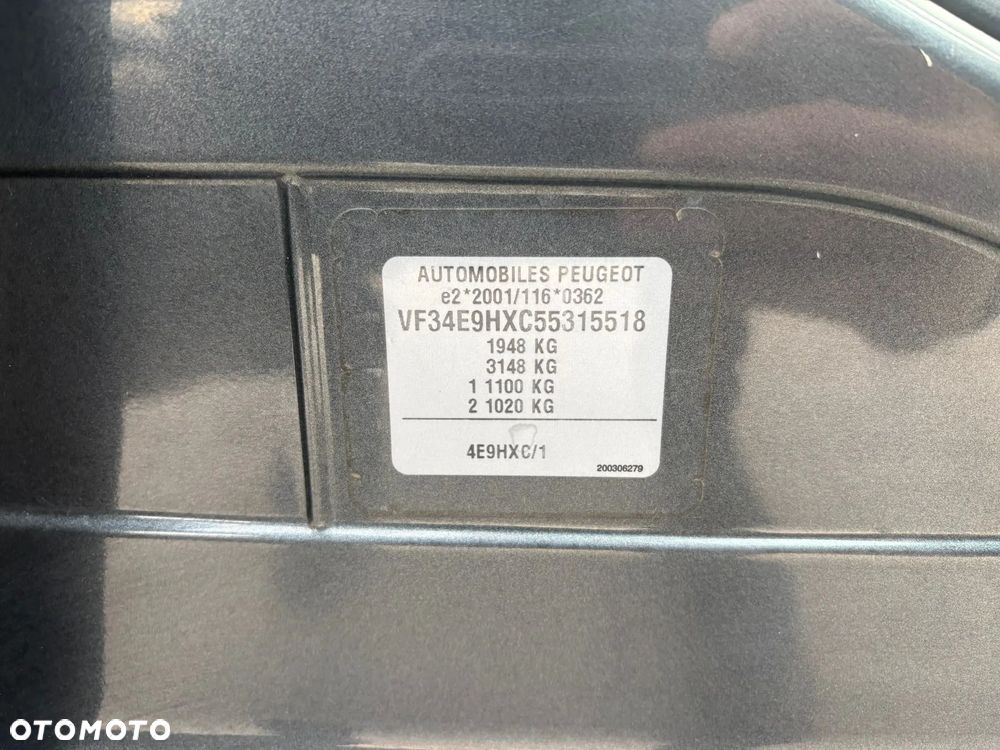 AUTOMOBILES PEUGEOT
e2*2001/116*0362
VF34E9HXC55315518
1948 KG
3148 KG
1 1100 KG
2 1020 KG
4E9HXC/1
200306279
OTOMOTO